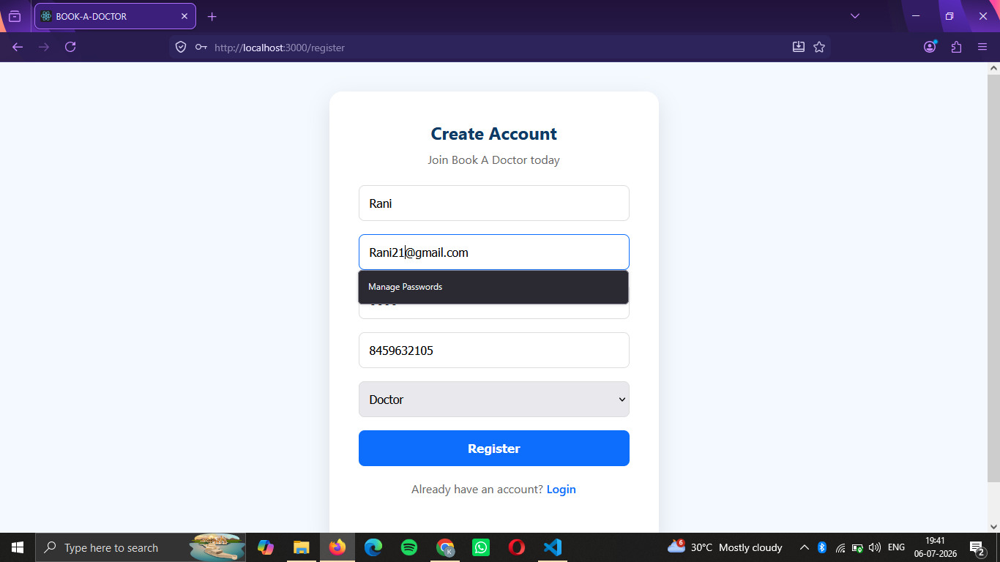 BOOK-A-DOCTOR
http://localhost:3000/register
Create Account
Join Book A Doctor today
Rani
Rani21@gmail.com
Manage Passwords
8459632105
Doctor
Register
Already have an account? Login
Type here to search
K
6
30°C Mostly cloudy
ENG
19:41
06-07-2026
2